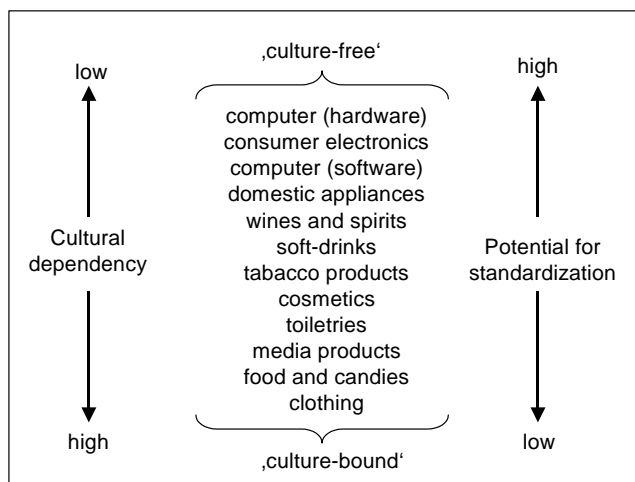 ‚culture-free‘
low
high
computer (hardware)
consumer electronics
computer (software)
domestic appliances
wines and spirits
soft-drinks
tabacco products
cosmetics
toiletries
media products
food and candies
clothing
Cultural
dependency
Potential for
standardization
high
low
‚culture-bound‘